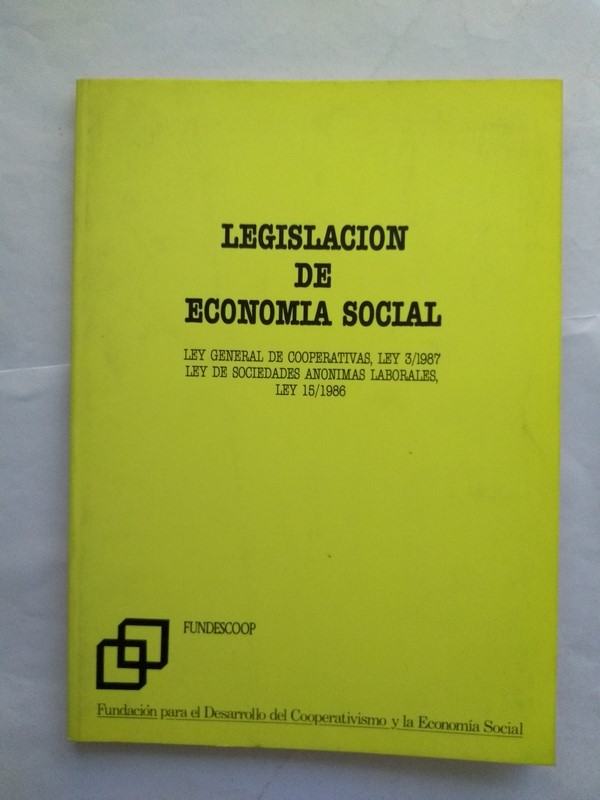 LEGISLACION
DE
ECONOMIA SOCIAL
LEY GENERAL DE COOPERATIVAS, LEY 3/1987
LEY DE SOCIEDADES ANONIMAS LABORALES,
LEY 15/1986
FUNDESCOOP
Fundación para el Desarrollo del Cooperativismo y la Economía Social